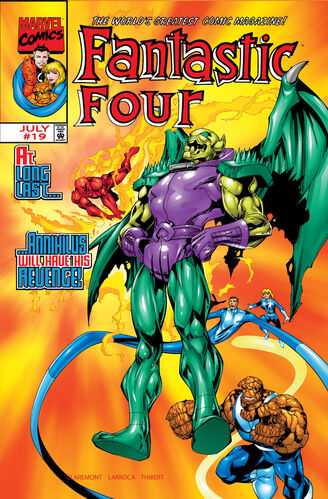 THE WORLD'S GREATEST COMIC MAGAZINE!
MARVEL
COMICS
FANTASTIC
FOUR
JULY
#19
AT
LONG
LAST...
...ANNIHILUS
WILL HAVE HIS
REVENGE!
CLAREMONT LARROCA THIBERT